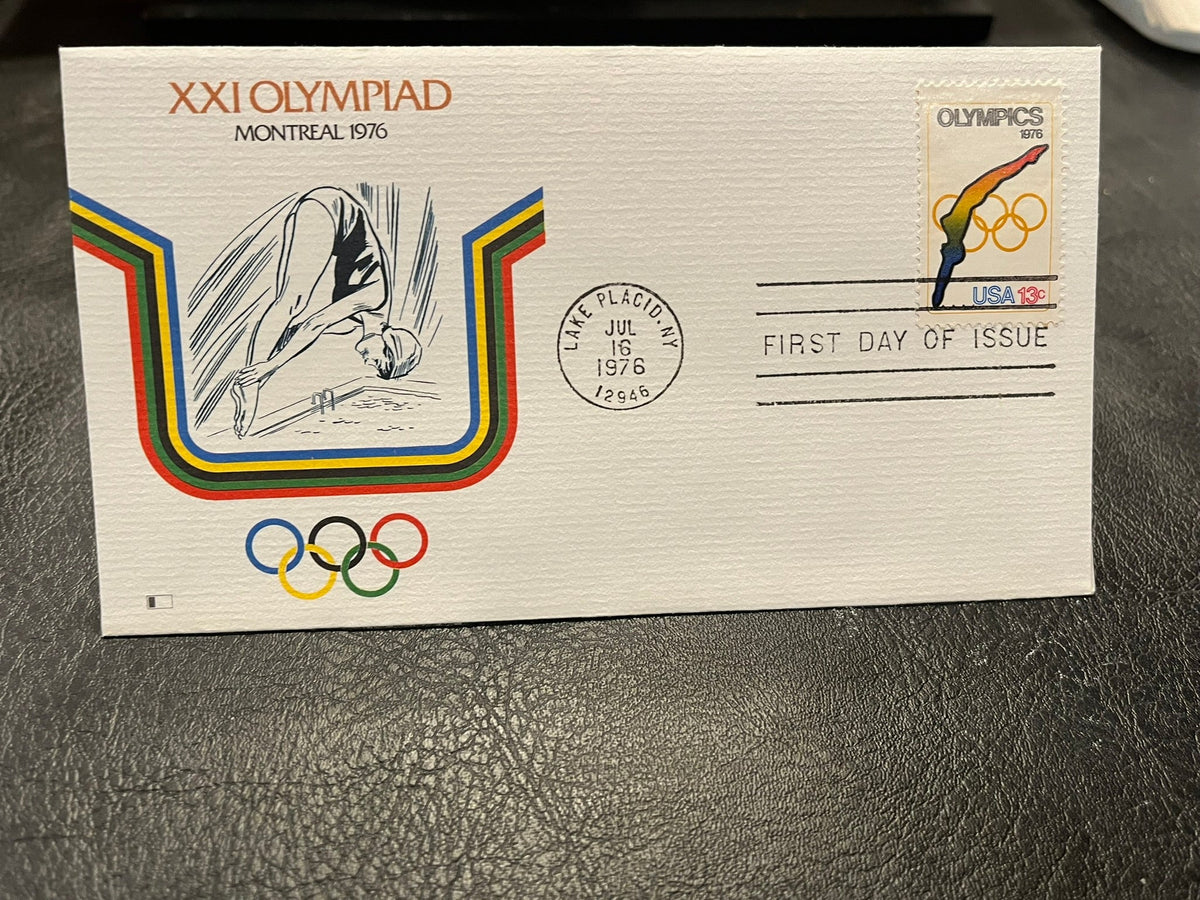 XXI OLYMPIAD
MONTREAL 1976
OLYMPICS
1976
USA 13c
LAKE PLACID, NY
JUL
16
1976
12946
FIRST DAY OF ISSUE